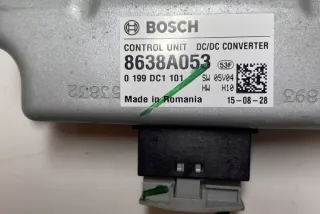 BOSCH
CONTROL UNIT DC/DC CONVERTER
8638A053
0 199 DC1 101 SW 05V04
HW H10
Made in Romania 15-08-28